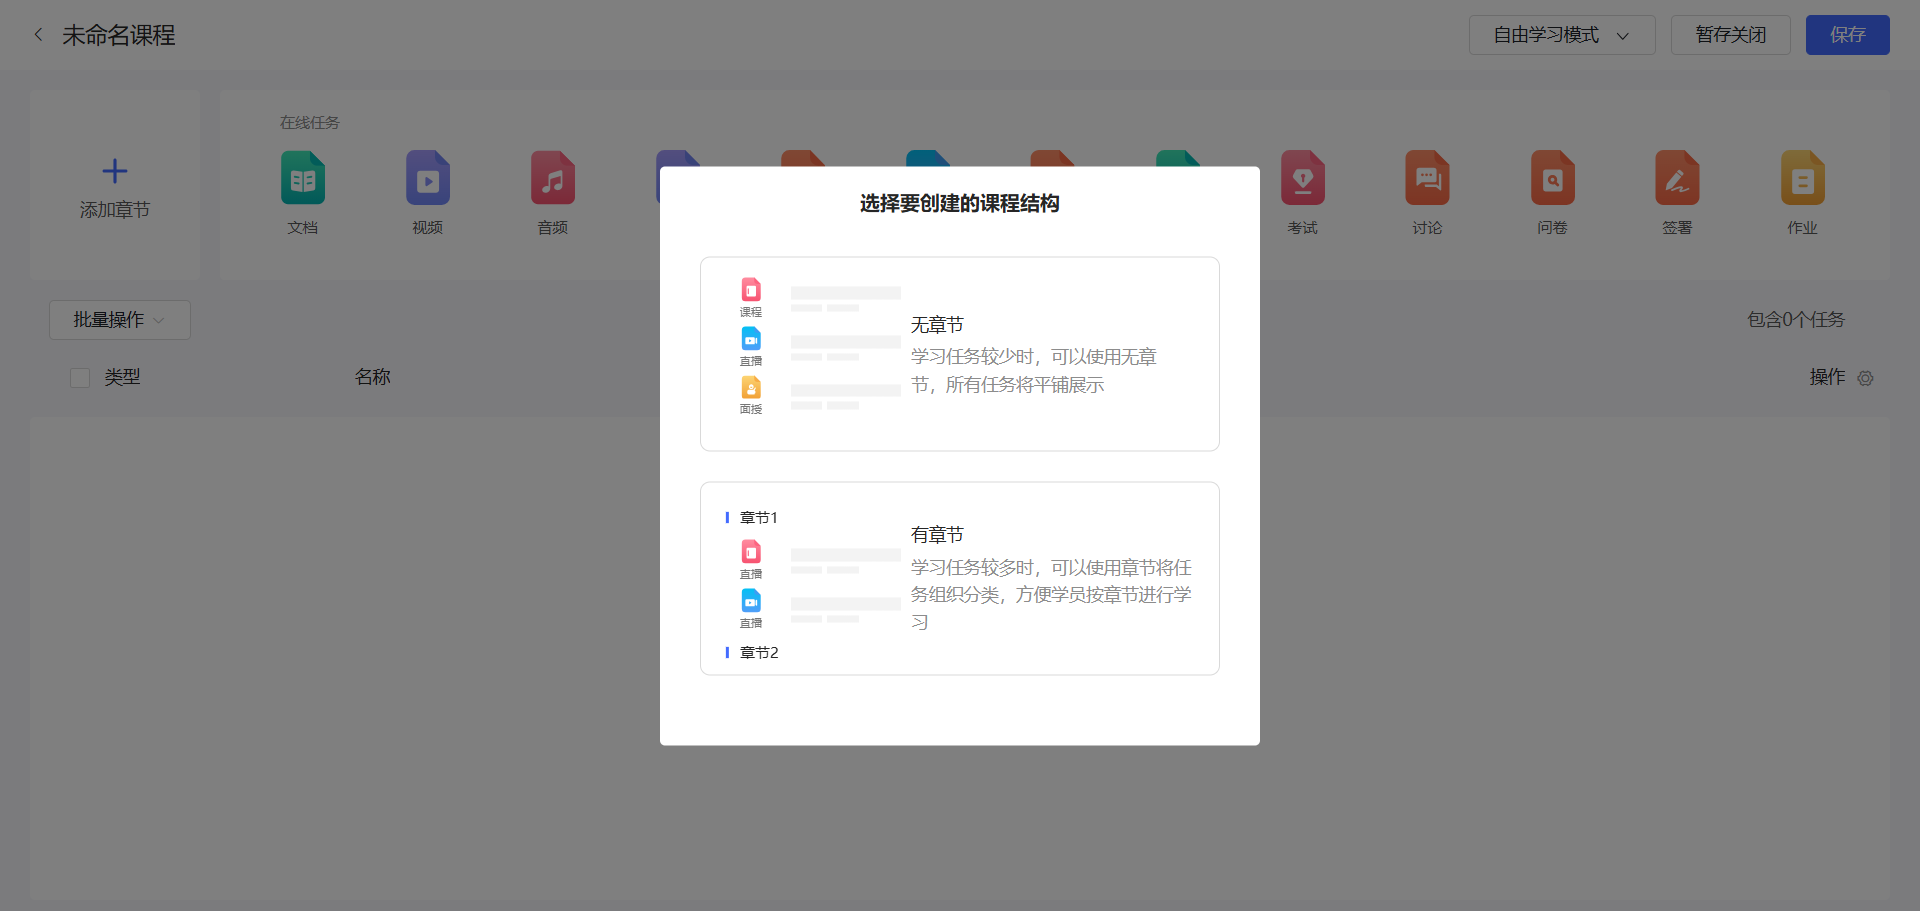 未命名课程
自由学习模式
暂存关闭
保存
添加章节
在线任务
文档
视频
音频
考试
讨论
问卷
签署
作业
批量操作
包含0个任务
类型
名称
操作
选择要创建的课程结构
课程
直播
面授
无章节
学习任务较少时，可以使用无章
节，所有任务将平铺展示
章节1
直播
直播
章节2
有章节
学习任务较多时，可以使用章节将任
务组织分类，方便学员按章节进行学
习